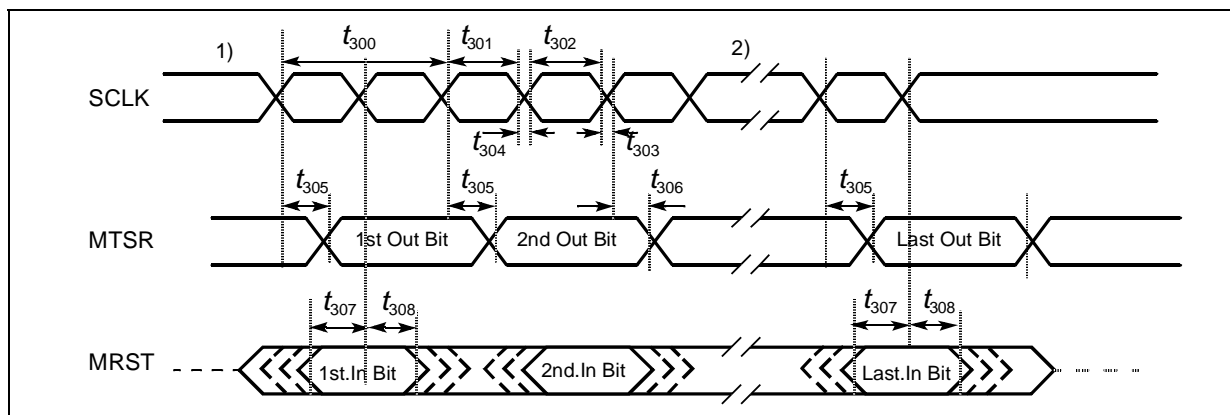 1) t300 t301 t302 2)
SCLK
t304 t303
t305 t305 t306 t305
MTSR 1st Out Bit 2nd Out Bit Last Out Bit
t307 t308 t307 t308
MRST 1st.In Bit 2nd.In Bit Last.In Bit